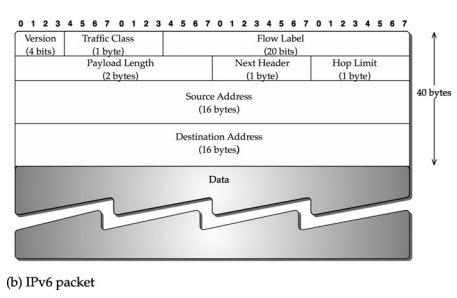 0 1 2 3 4 5 6 7 0 1 2 3 4 5 6 7 0 1 2 3 4 5 6 7 0 1 2 3 4 5 6 7
Version Traffic Class Flow Label
(4 bits) (1 byte) (20 bits)
Payload Length Next Header Hop Limit
(2 bytes) (1 byte) (1 byte)
40 bytes
Source Address
(16 bytes)
Destination Address
(16 bytes)
Data
(b) IPv6 packet